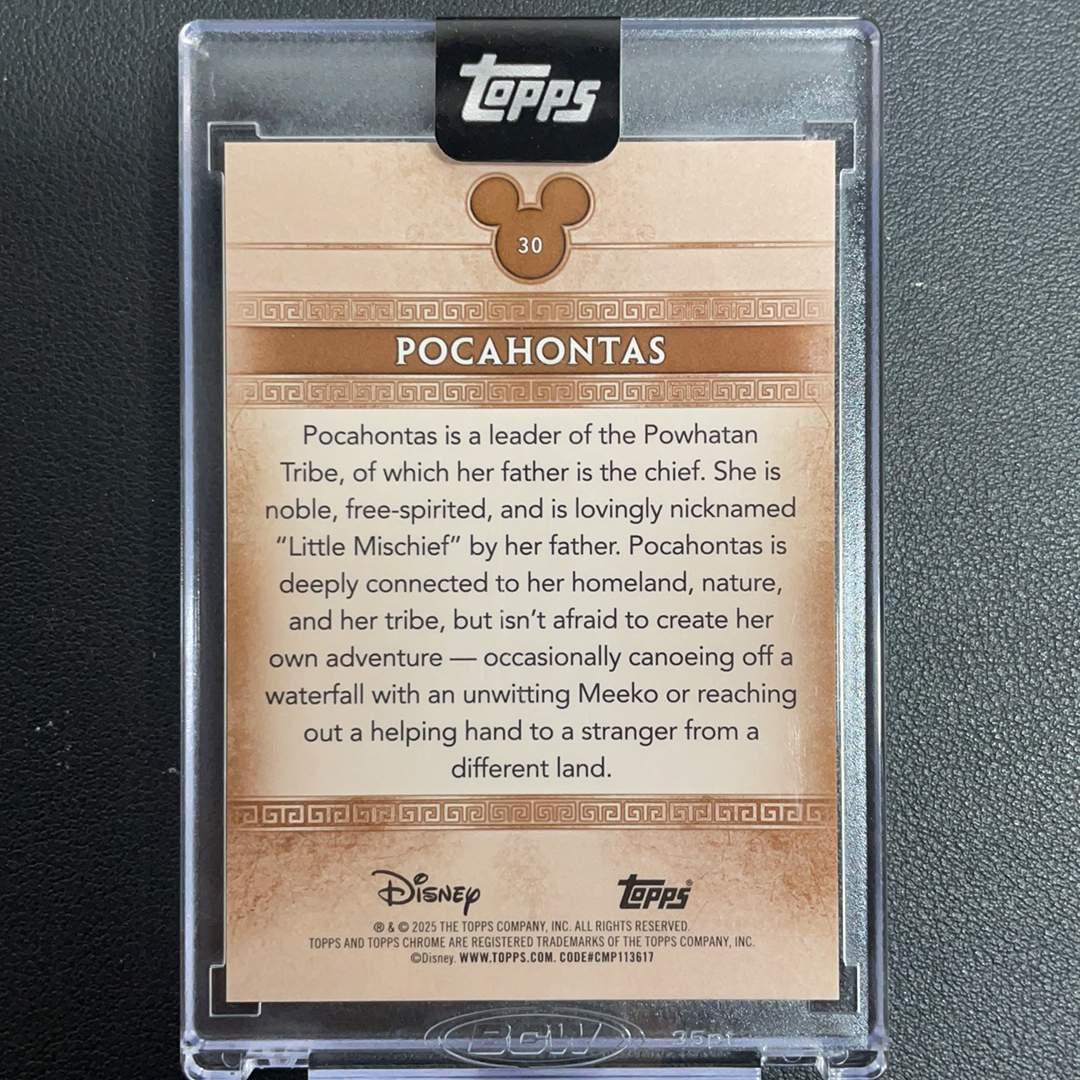 Topps
30
POCAHONTAS
Pocahontas is a leader of the Powhatan
Tribe, of which her father is the chief. She is
noble, free-spirited, and is lovingly nicknamed
“Little Mischief” by her father. Pocahontas is
deeply connected to her homeland, nature,
and her tribe, but isn’t afraid to create her
own adventure — occasionally canoeing off a
waterfall with an unwitting Meeko or reaching
out a helping hand to a stranger from a
different land.
Disney Topps®
® & © 2025 THE TOPPS COMPANY, INC. ALL RIGHTS RESERVED.
TOPPS AND TOPPS CHROME ARE REGISTERED TRADEMARKS OF THE TOPPS COMPANY, INC.
©Disney. WWW.TOPPS.COM. CODE#CMP113617
BCW 35pt